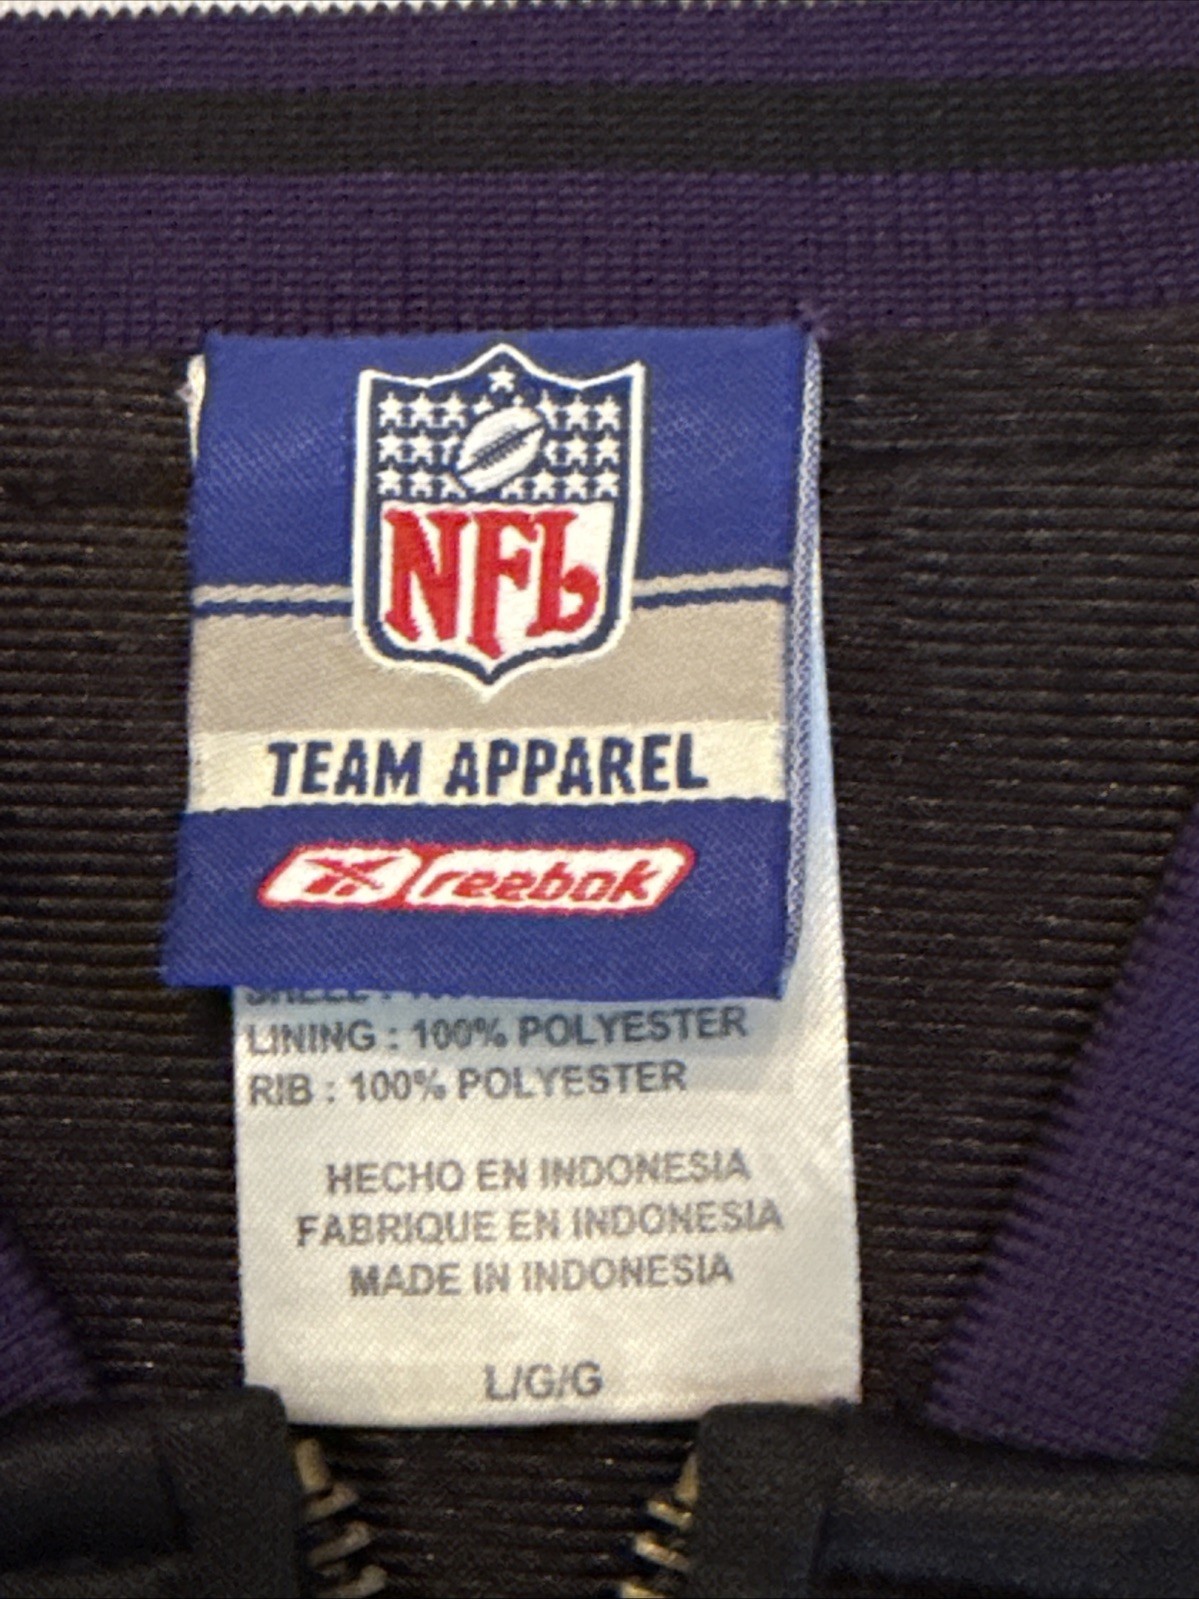 NFL
TEAM APPAREL
reebok
LINING : 100% POLYESTER
RIB : 100% POLYESTER
HECHO EN INDONESIA
FABRIQUE EN INDONESIA
MADE IN INDONESIA
L/G/G